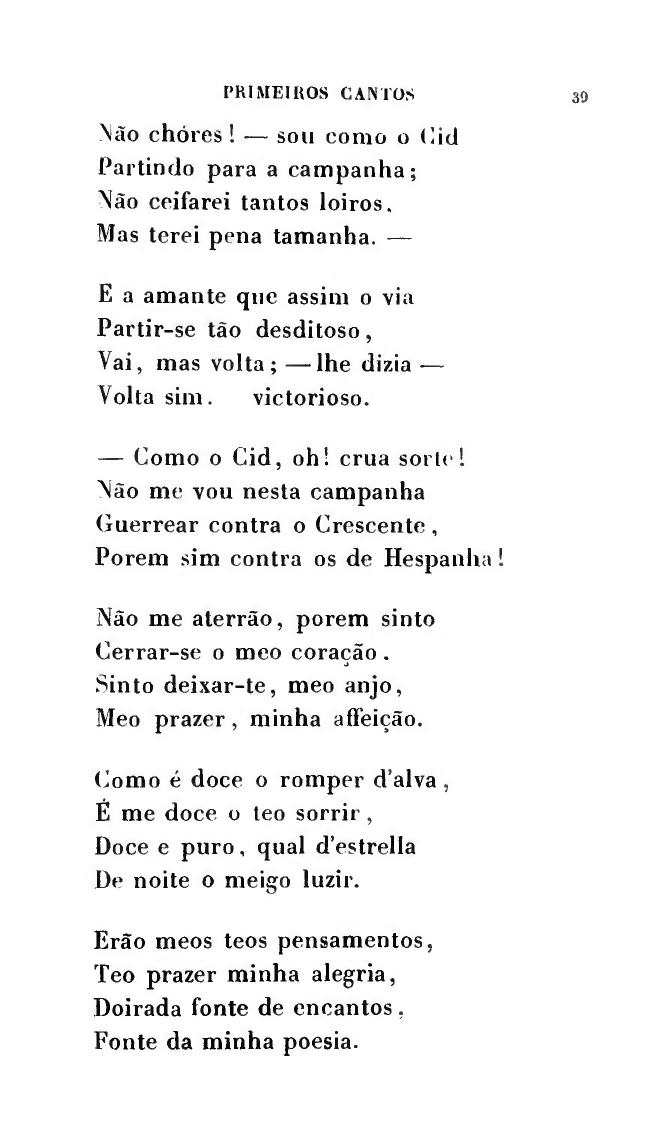 PRIMEIROS CANTOS 39
Não chóres! — sou como o Cid
Partindo para a campanha;
Não ceifarei tantos loiros,
Mas terei pena tamanha. —
E a amante que assim o via
Partir-se tão desditoso,
Vai, mas volta; — lhe dizia —
Volta sim. victorioso.
— Como o Cid, oh! crua sorte!
Não me vou nesta campanha
Guerrear contra o Crescente,
Porem sim contra os de Hespanha!
Não me aterrão, porem sinto
Cerrar-se o meo coração.
Sinto deixar-te, meo anjo,
Meo prazer, minha affeição.
Como é doce o romper d'alva,
É me doce o teo sorrir,
Doce e puro, qual d'estrella
De noite o meigo luzir.
Erão meos teos pensamentos,
Teo prazer minha alegria,
Doirada fonte de encantos,
Fonte da minha poesia.